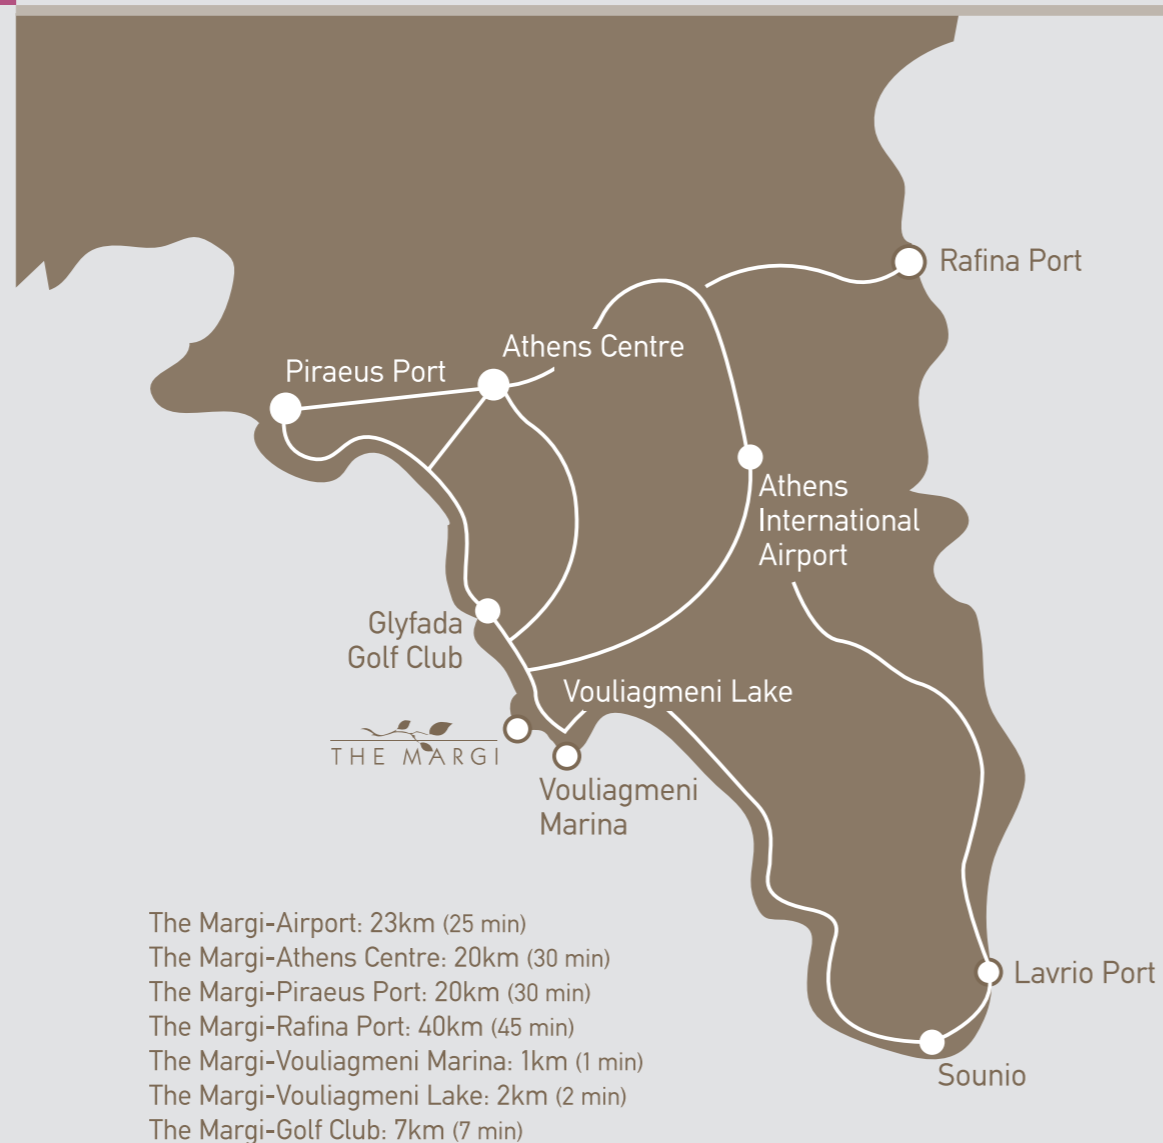 Rafina Port
Athens Centre
Piraeus Port
Athens
International
Airport
Glyfada
Golf Club
Vouliagmeni Lake
THE MARGI
Vouliagmeni
Marina
The Margi-Airport: 23km (25 min)
The Margi-Athens Centre: 20km (30 min)
The Margi-Piraeus Port: 20km (30 min)
The Margi-Rafina Port: 40km (45 min)
The Margi-Vouliagmeni Marina: 1km (1 min)
The Margi-Vouliagmeni Lake: 2km (2 min)
The Margi-Golf Club: 7km (7 min)
Lavrio Port
Sounio